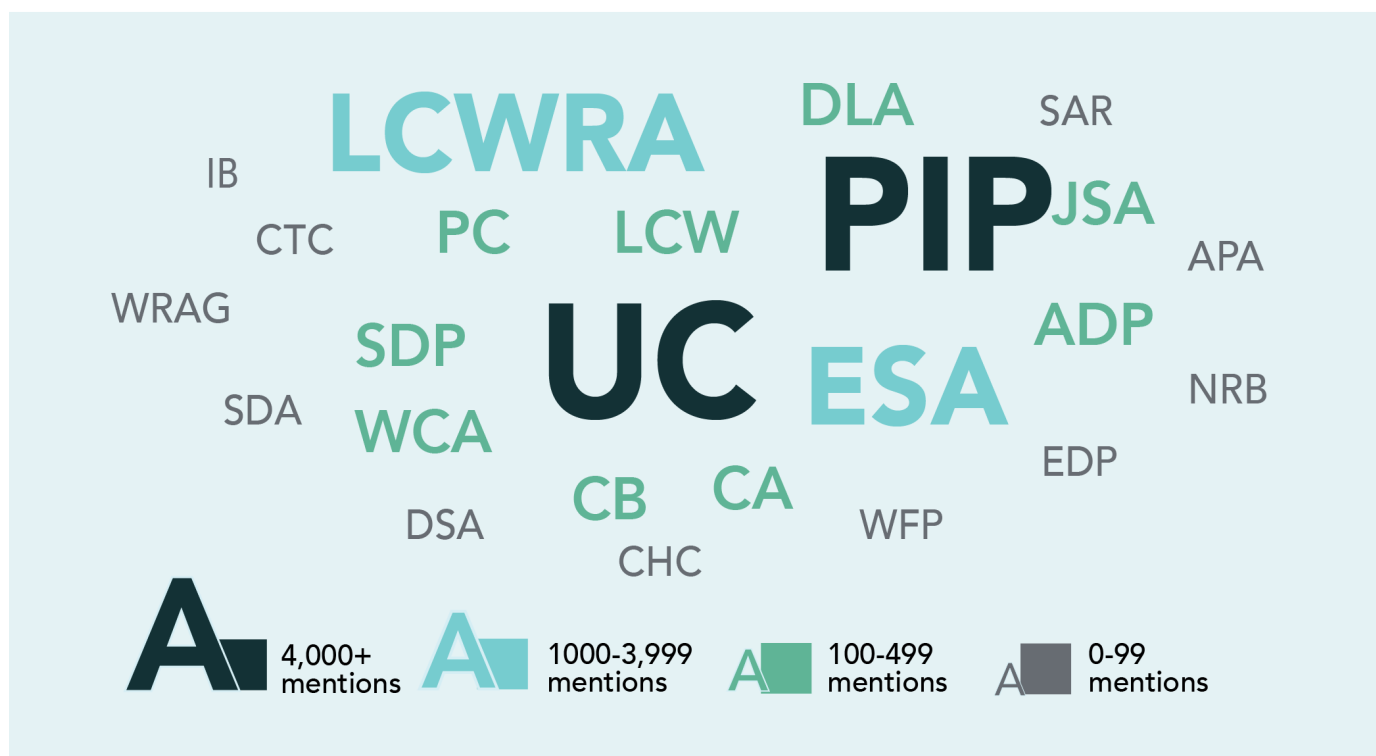 LCWRA
DLA
SAR
IB
PIP
JSA
CTC
PC
LCW
APA
WRAG
SDP
UC
ADP
ESA
NRB
SDA
WCA
EDP
CB
CA
DSA
WFP
CHC
A 4,000+
mentions
A 1000-3,999
mentions
A 100-499
mentions
A 0-99
mentions